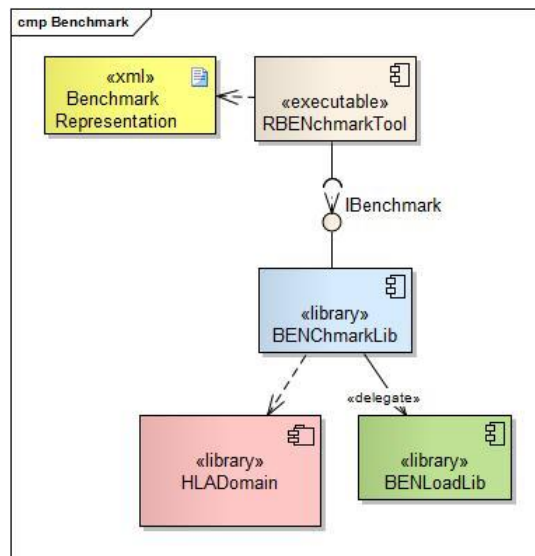 cmp Benchmark
«xml»
Benchmark
Representation
«executable»
RBENchmarkTool
IBenchmark
«library»
BENChmarkLib
«delegate»
«library»
HLADomain
«library»
BENLoadLib